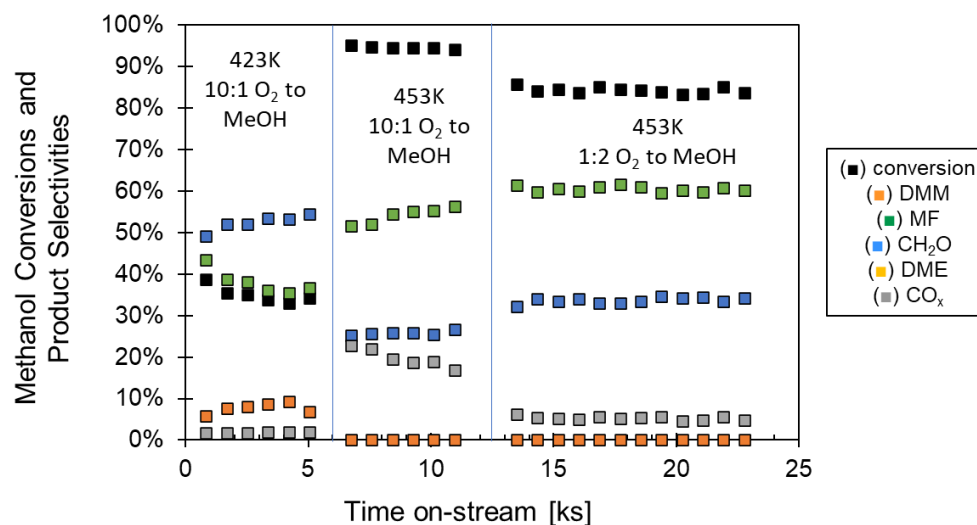 Methanol Conversions and
Product Selectivities
100%
90%
80%
70%
60%
50%
40%
30%
20%
10%
0%
423K
10:1 O₂ to
MeOH
453K
10:1 O₂ to
MeOH
453K
1:2 O₂ to MeOH
0
5
10
15
20
25
Time on-stream [ks]
(■) conversion
(■) DMM
(■) MF
(■) CH₂O
(■) DME
(■) COₓ